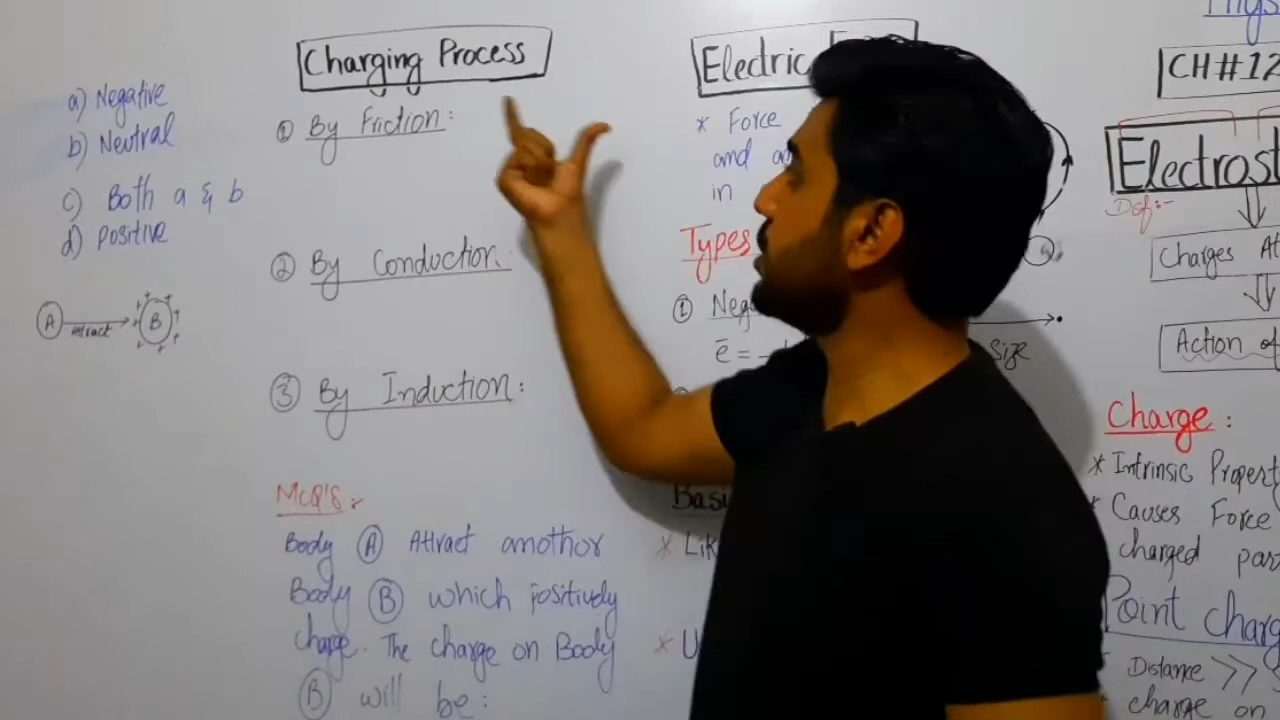 a) Negative
b) Neutral
c) Both a & b
d) Positive
A Attract B
Charging Process
① By Friction:
② By Conduction
③ By Induction:
MCQ'S:
Body Ⓐ Attract another
Body Ⓑ which positively
charge. The charge on Body
Ⓑ will be:
Electric
* Force
and
in
Types
① Neg
ē = -
Size
Basi
* Lik
* U
CH#12
Electrost
Def:-
Charges At
Action of
Charge :
* Intrinsic Propert
* Causes Force
charged par
Point charg
Distance >>
* charge on